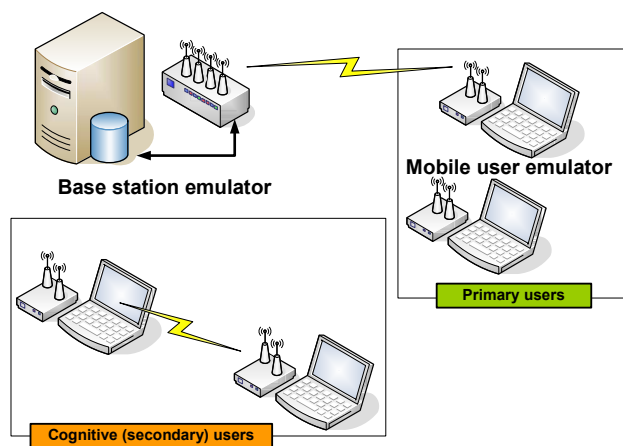 Base station emulator
Mobile user emulator
Primary users
Cognitive (secondary) users